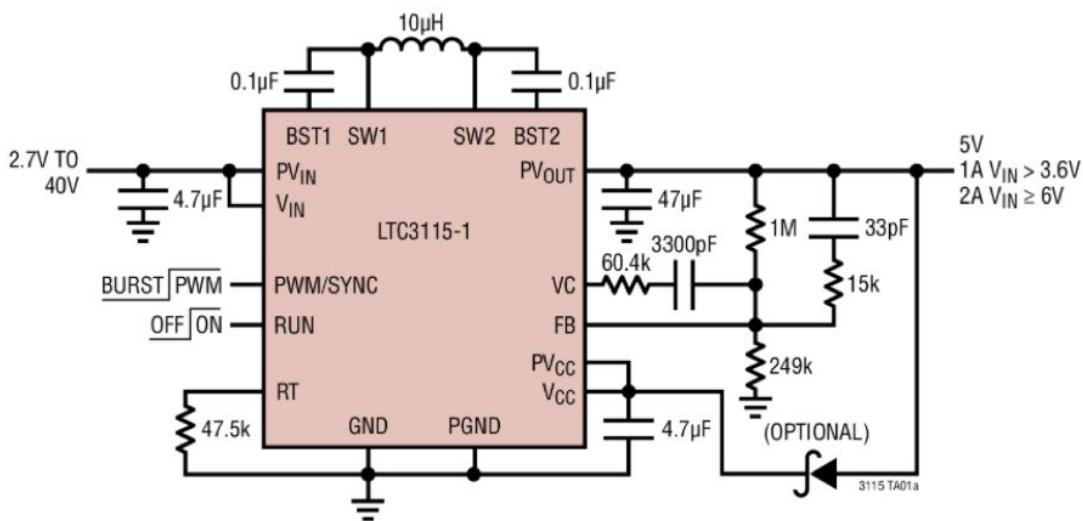 10µH
0.1µF
0.1µF
BST1 SW1 SW2 BST2
2.7V TO
40V
PVIN
VIN
4.7µF
LTC3115-1
PVOUT
47µF
5V
1A VIN > 3.6V
2A VIN ≥ 6V
1M
33pF
3300pF
60.4k
15k
BURST PWM
PWM/SYNC
VC
OFF ON
RUN
FB
249k
PVCC
VCC
RT
47.5k
GND PGND
4.7µF
(OPTIONAL)
3115 TA01a